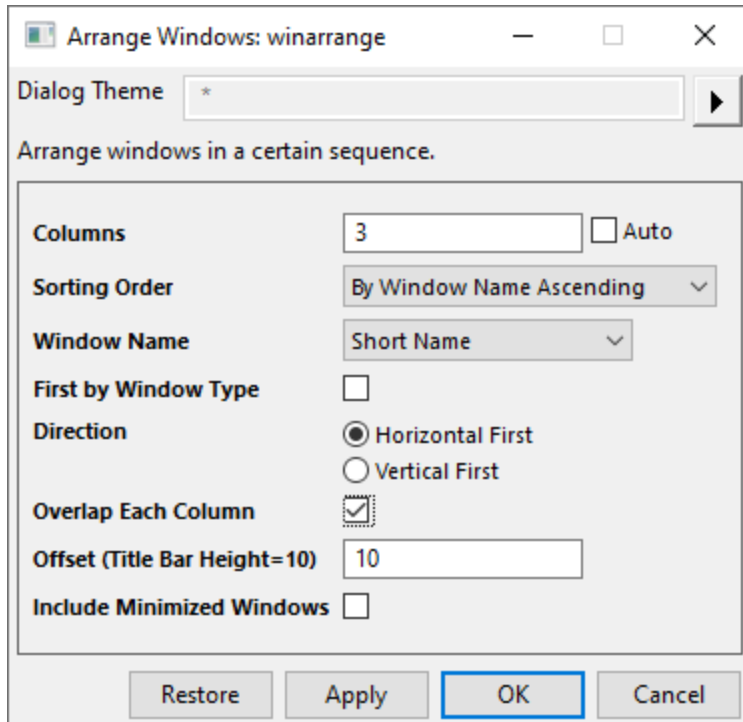 Arrange Windows: winarrange
Dialog Theme *
Arrange windows in a certain sequence.
Columns 3 Auto
Sorting Order By Window Name Ascending
Window Name Short Name
First by Window Type
Direction Horizontal First
Vertical First
Overlap Each Column
Offset (Title Bar Height=10) 10
Include Minimized Windows
Restore Apply OK Cancel